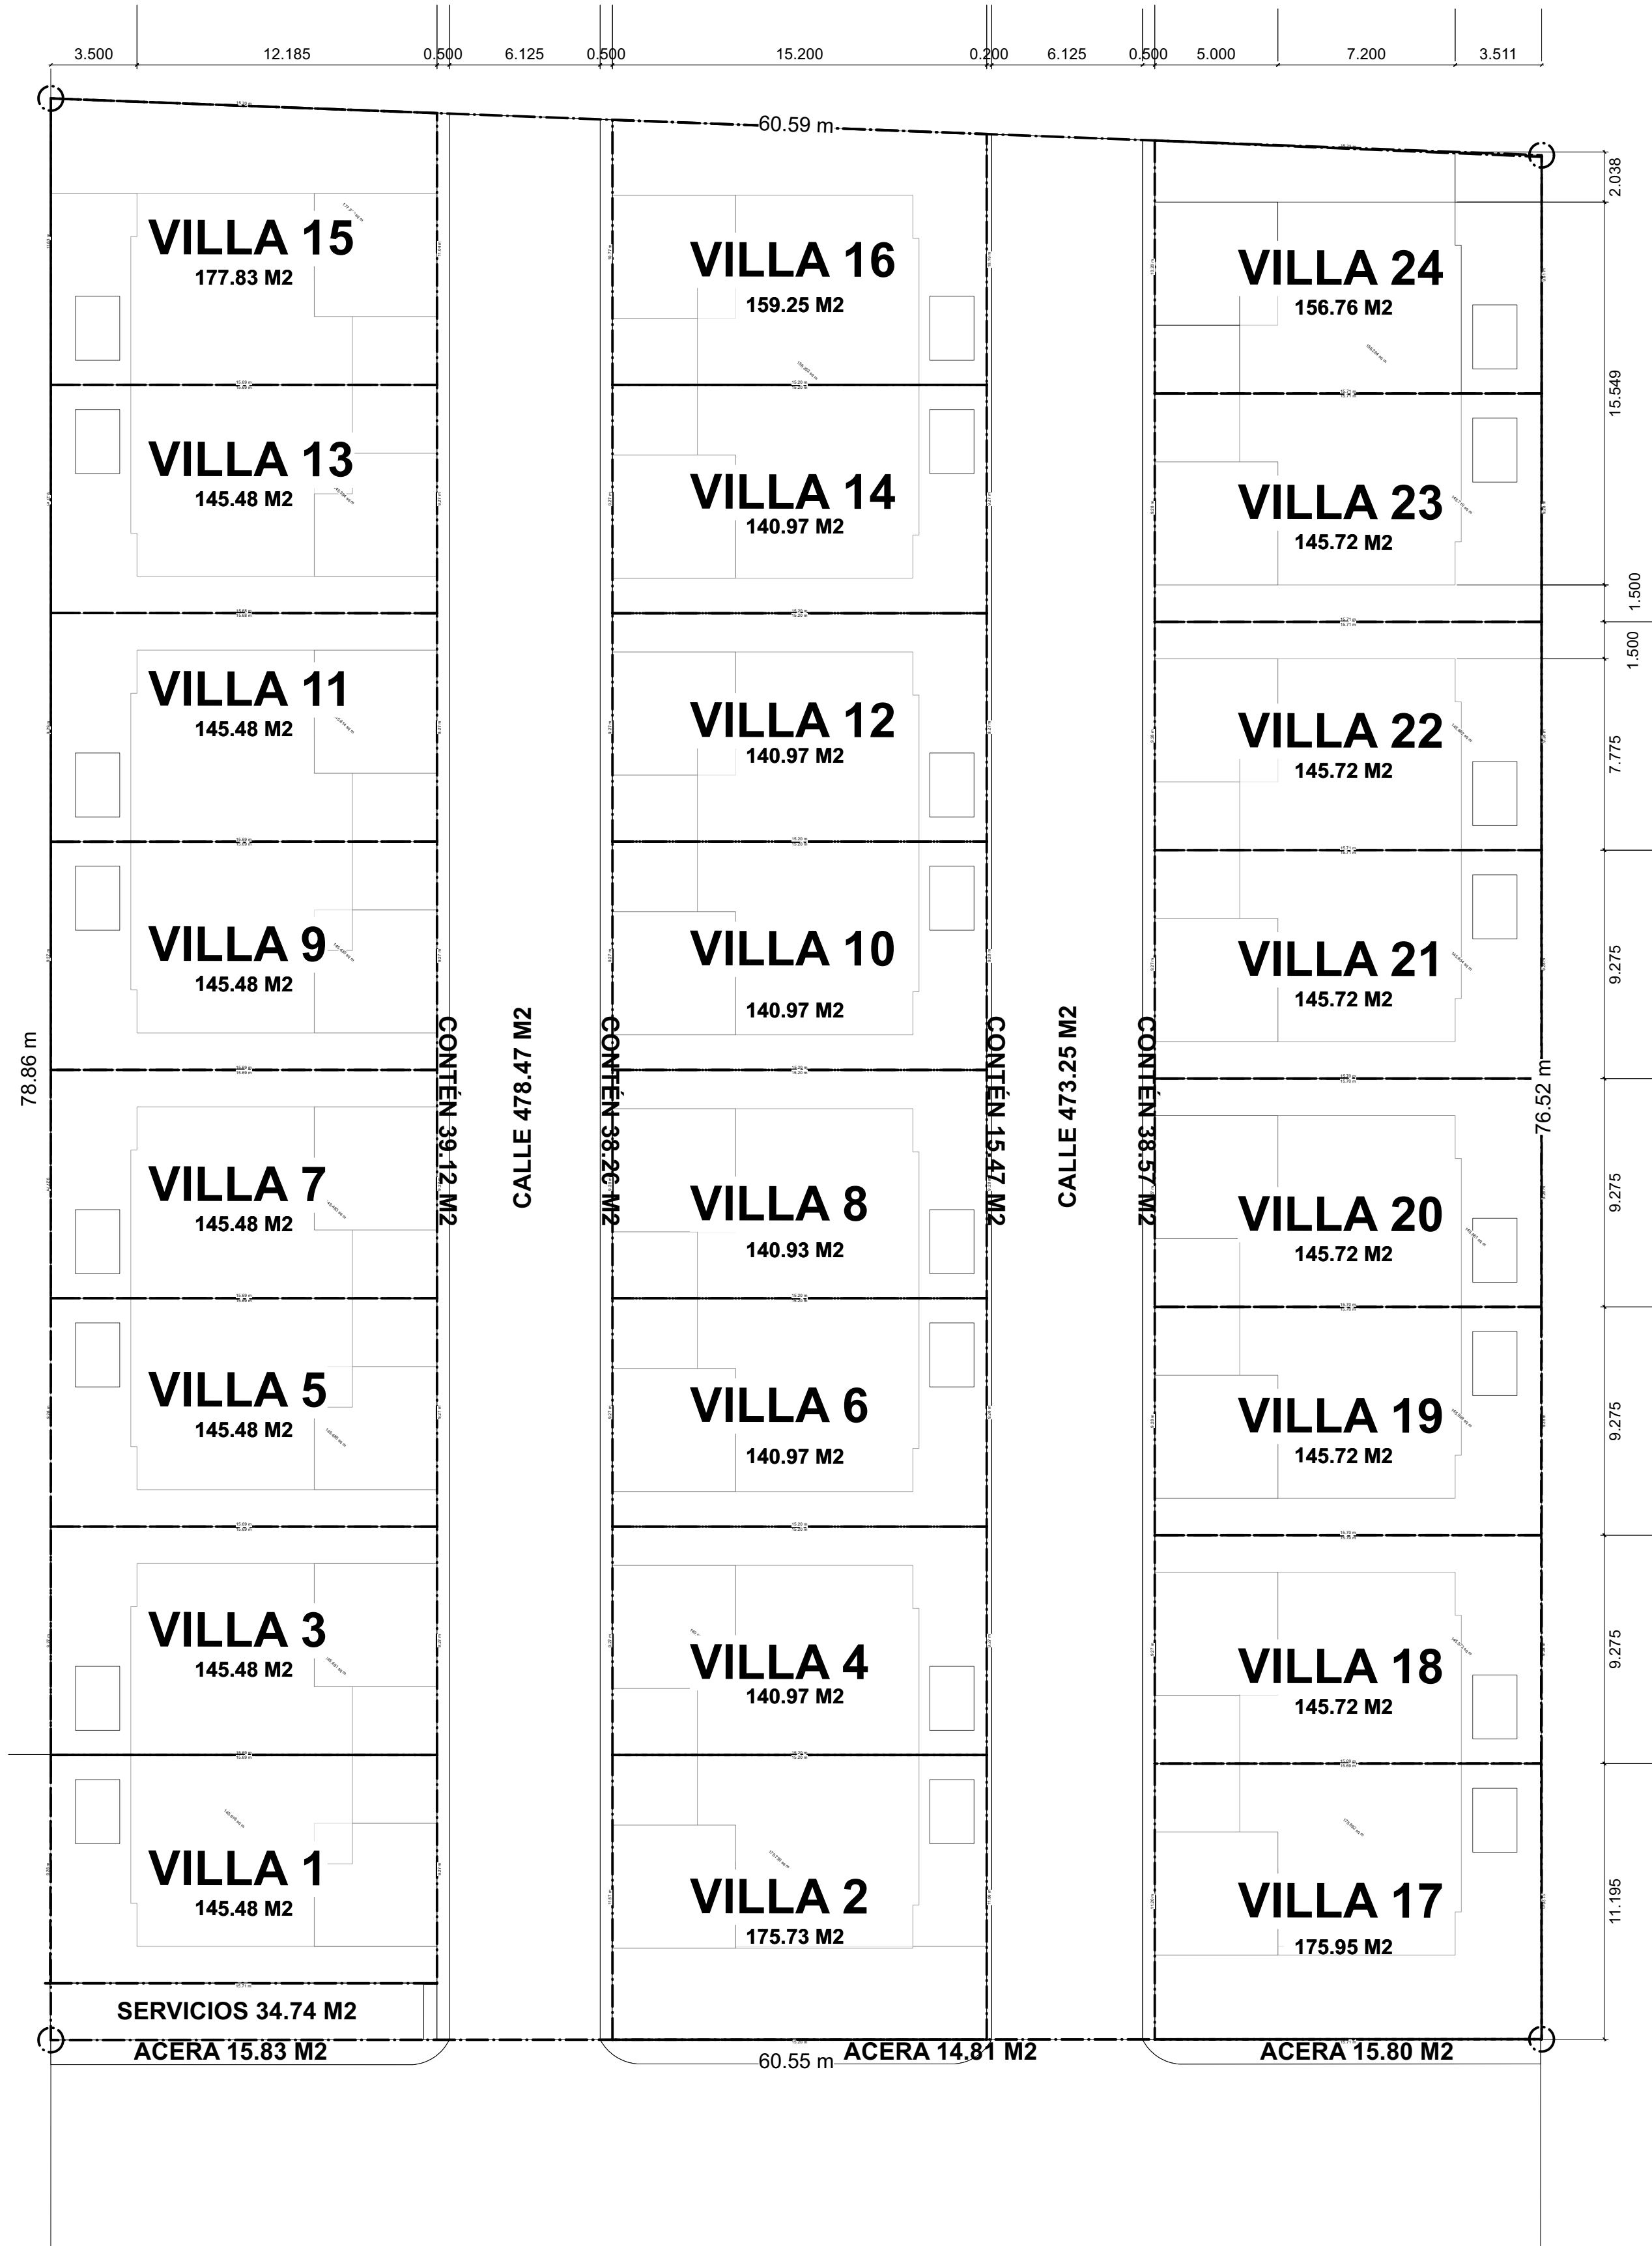 3.500 12.185 0.500 6.125 0.500 15.200 0.200 6.125 0.500 5.000 7.200 3.511
60.59 m
2.038
VILLA 15
177.83 M2
VILLA 16
159.25 M2
VILLA 24
156.76 M2
15.549
VILLA 13
145.48 M2
VILLA 14
140.97 M2
VILLA 23
145.72 M2
1.500
1.500
VILLA 11
145.48 M2
VILLA 12
140.97 M2
VILLA 22
145.72 M2
7.775
VILLA 9
145.48 M2
VILLA 10
140.97 M2
VILLA 21
145.72 M2
9.275
78.86 m
CONTÉN 39.12 M2
CALLE 478.47 M2
CONTÉN 38.26 M2
CONTÉN 15.47 M2
CALLE 473.25 M2
CONTÉN 38.57 M2
76.52 m
VILLA 7
145.48 M2
VILLA 8
140.93 M2
VILLA 20
145.72 M2
9.275
VILLA 5
145.48 M2
VILLA 6
140.97 M2
VILLA 19
145.72 M2
9.275
VILLA 3
145.48 M2
VILLA 4
140.97 M2
VILLA 18
145.72 M2
9.275
VILLA 1
145.48 M2
VILLA 2
175.73 M2
VILLA 17
175.95 M2
11.195
SERVICIOS 34.74 M2
ACERA 15.83 M2
60.55 m
ACERA 14.81 M2
ACERA 15.80 M2